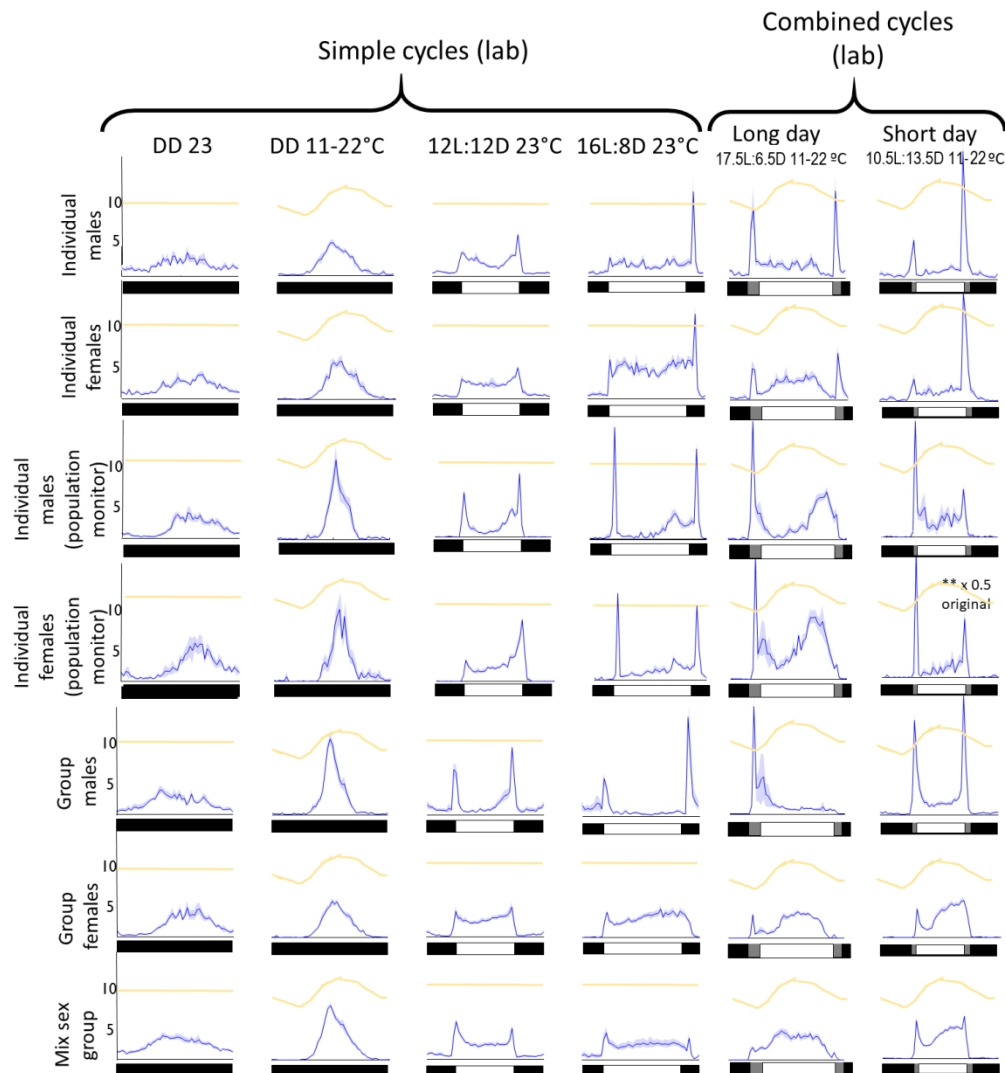 Simple cycles (lab)
Combined cycles
(lab)
DD 23
DD 11-22°C
12L:12D 23°C
16L:8D 23°C
Long day
17.5L:6.5D 11-22 ºC
Short day
10.5L:13.5D 11-22 ºC
Individual
males
10
5
Individual
females
10
5
Individual
males
(population
monitor)
10
5
Individual
females
(population
monitor)
10
5
** x 0.5
original
Group
males
10
5
Group
females
10
5
Mix sex
group
10
5